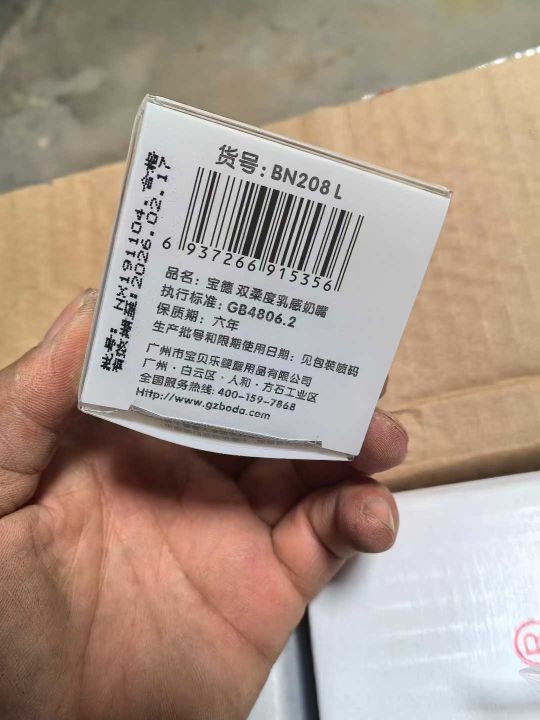 货号: BN208 L
6 937266 915356
品名: 宝德 双柔度乳感奶嘴
执行标准: GB4806.2
保质期: 六年
生产批号和限期使用日期: 见包装喷码
广州市宝贝乐婴童用品有限公司
广州·白云区·人和·方石工业区
全国服务热线: 400-159-7868
Http://www.gzboda.com
批号: NX191104: 合格
有效期至:2026.02.17
R